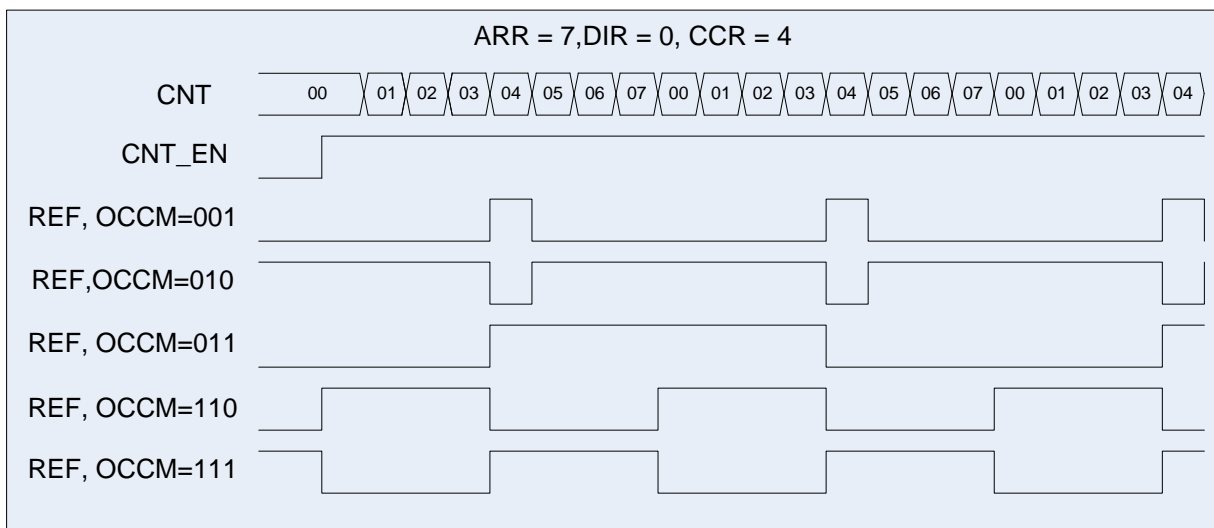 ARR = 7,DIR = 0, CCR = 4
CNT 00 01 02 03 04 05 06 07 00 01 02 03 04 05 06 07 00 01 02 03 04
CNT_EN
REF, OCCM=001
REF,OCCM=010
REF, OCCM=011
REF, OCCM=110
REF, OCCM=111